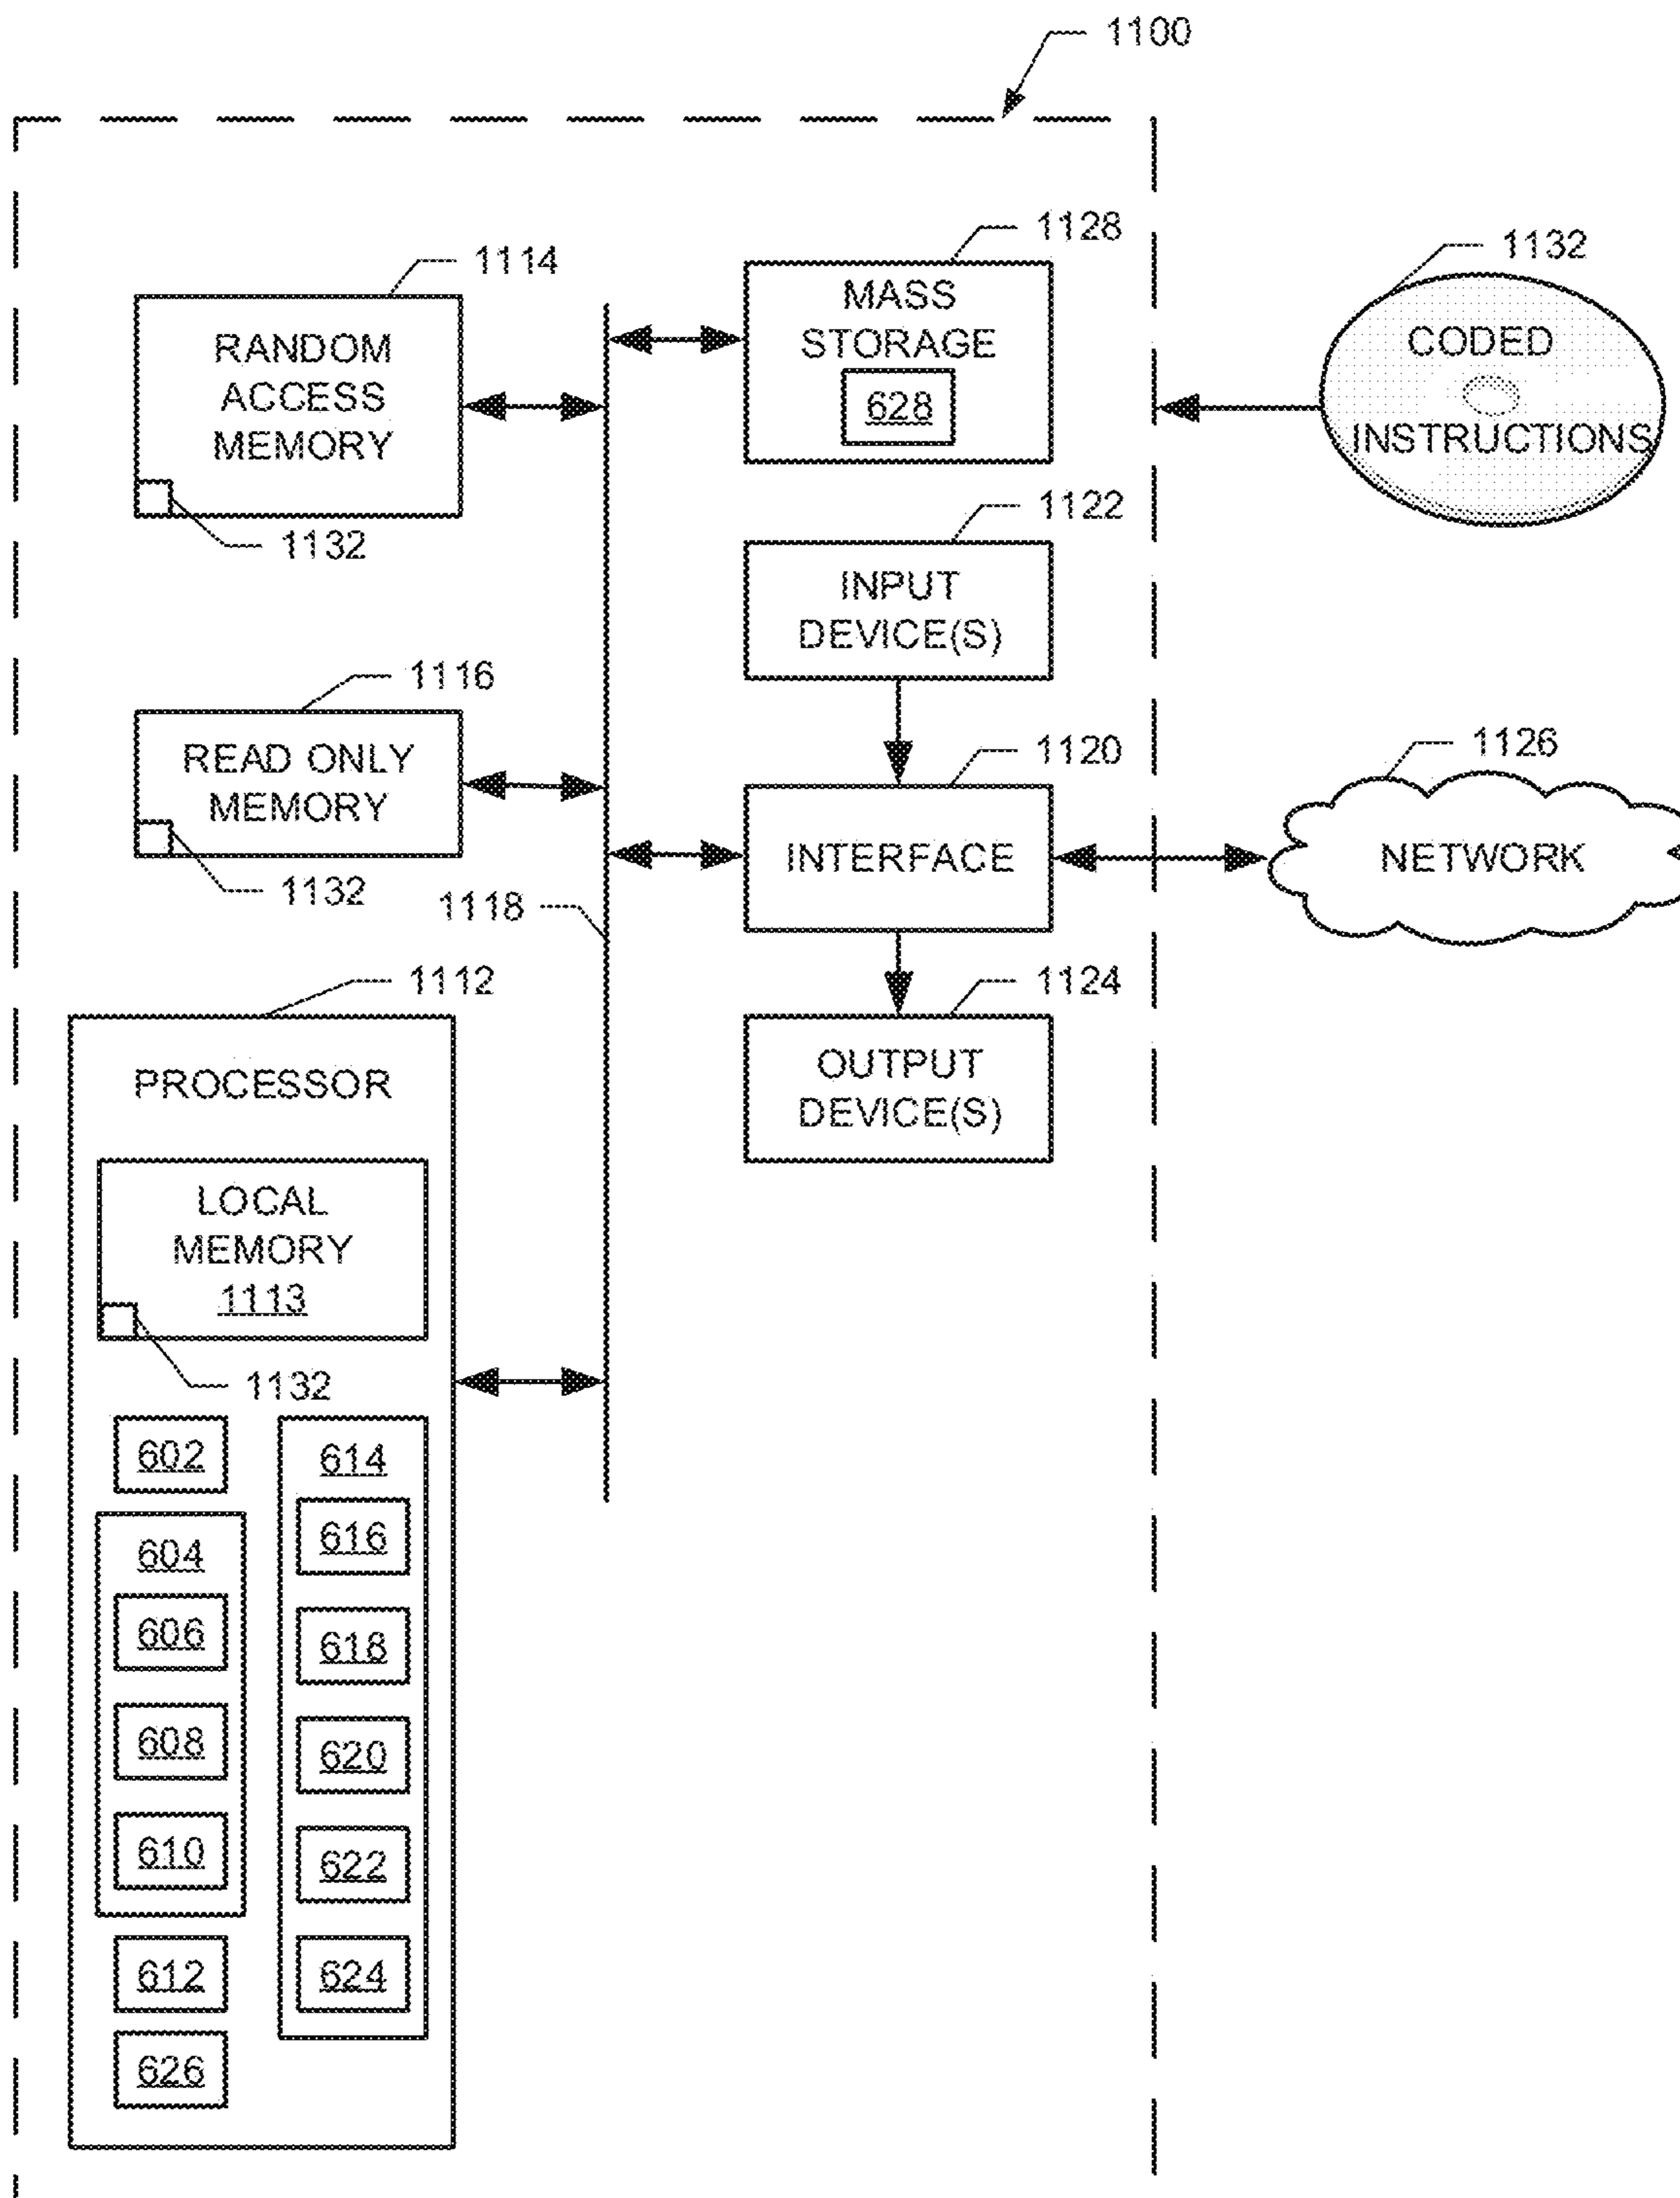 1100
1114
RANDOM
ACCESS
MEMORY
1132
1128
MASS
STORAGE
628
1132
CODED
INSTRUCTIONS
1122
INPUT
DEVICE(S)
1116
READ ONLY
MEMORY
1132
1118
1120
INTERFACE
1126
NETWORK
1112
PROCESSOR
LOCAL
MEMORY
1113
1132
1124
OUTPUT
DEVICE(S)
602
604
606
608
610
612
626
614
616
618
620
622
624